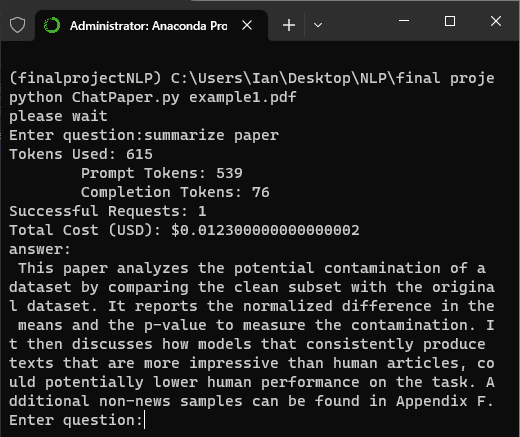 Administrator: Anaconda Pro
(finalprojectNLP) C:\Users\Ian\Desktop\NLP\final proje
python ChatPaper.py example1.pdf
please wait
Enter question:summarize paper
Tokens Used: 615
        Prompt Tokens: 539
        Completion Tokens: 76
Successful Requests: 1
Total Cost (USD): $0.012300000000000002
answer:
 This paper analyzes the potential contamination of a
dataset by comparing the clean subset with the origina
l dataset. It reports the normalized difference in the
 means and the p-value to measure the contamination. I
t then discusses how models that consistently produce
texts that are more impressive than human articles, co
uld potentially lower human performance on the task. A
dditional non-news samples can be found in Appendix F.
Enter question: